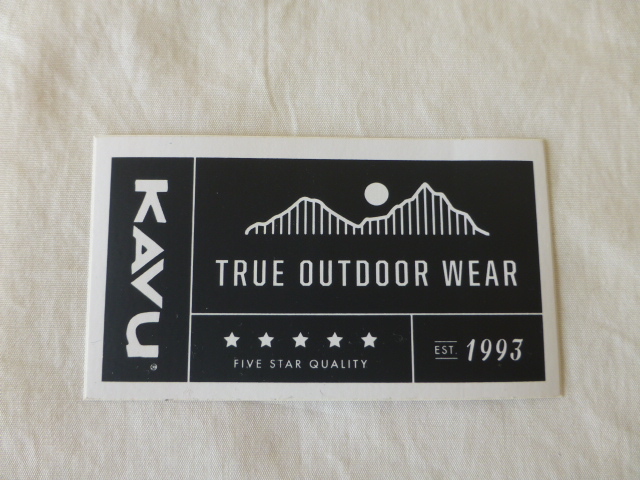 KAVU
TRUE OUTDOOR WEAR
FIVE STAR QUALITY
EST. 1993